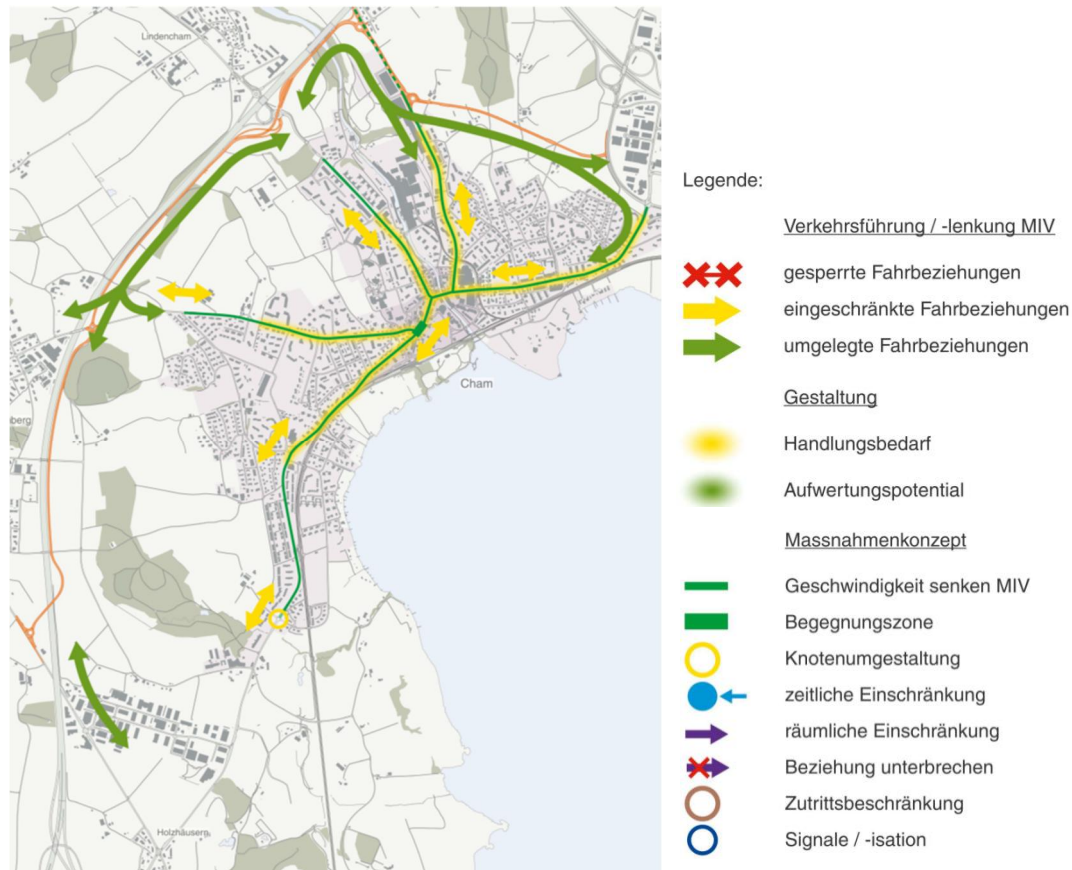 Lindencham
Cham
berg
Holzhäusern
Legende:
Verkehrsführung / -lenkung MIV
gesperrte Fahrbeziehungen
eingeschränkte Fahrbeziehungen
umgelegte Fahrbeziehungen
Gestaltung
Handlungsbedarf
Aufwertungspotential
Massnahmenkonzept
Geschwindigkeit senken MIV
Begegnungszone
Knotenumgestaltung
zeitliche Einschränkung
räumliche Einschränkung
Beziehung unterbrechen
Zutrittsbeschränkung
Signale / -isation